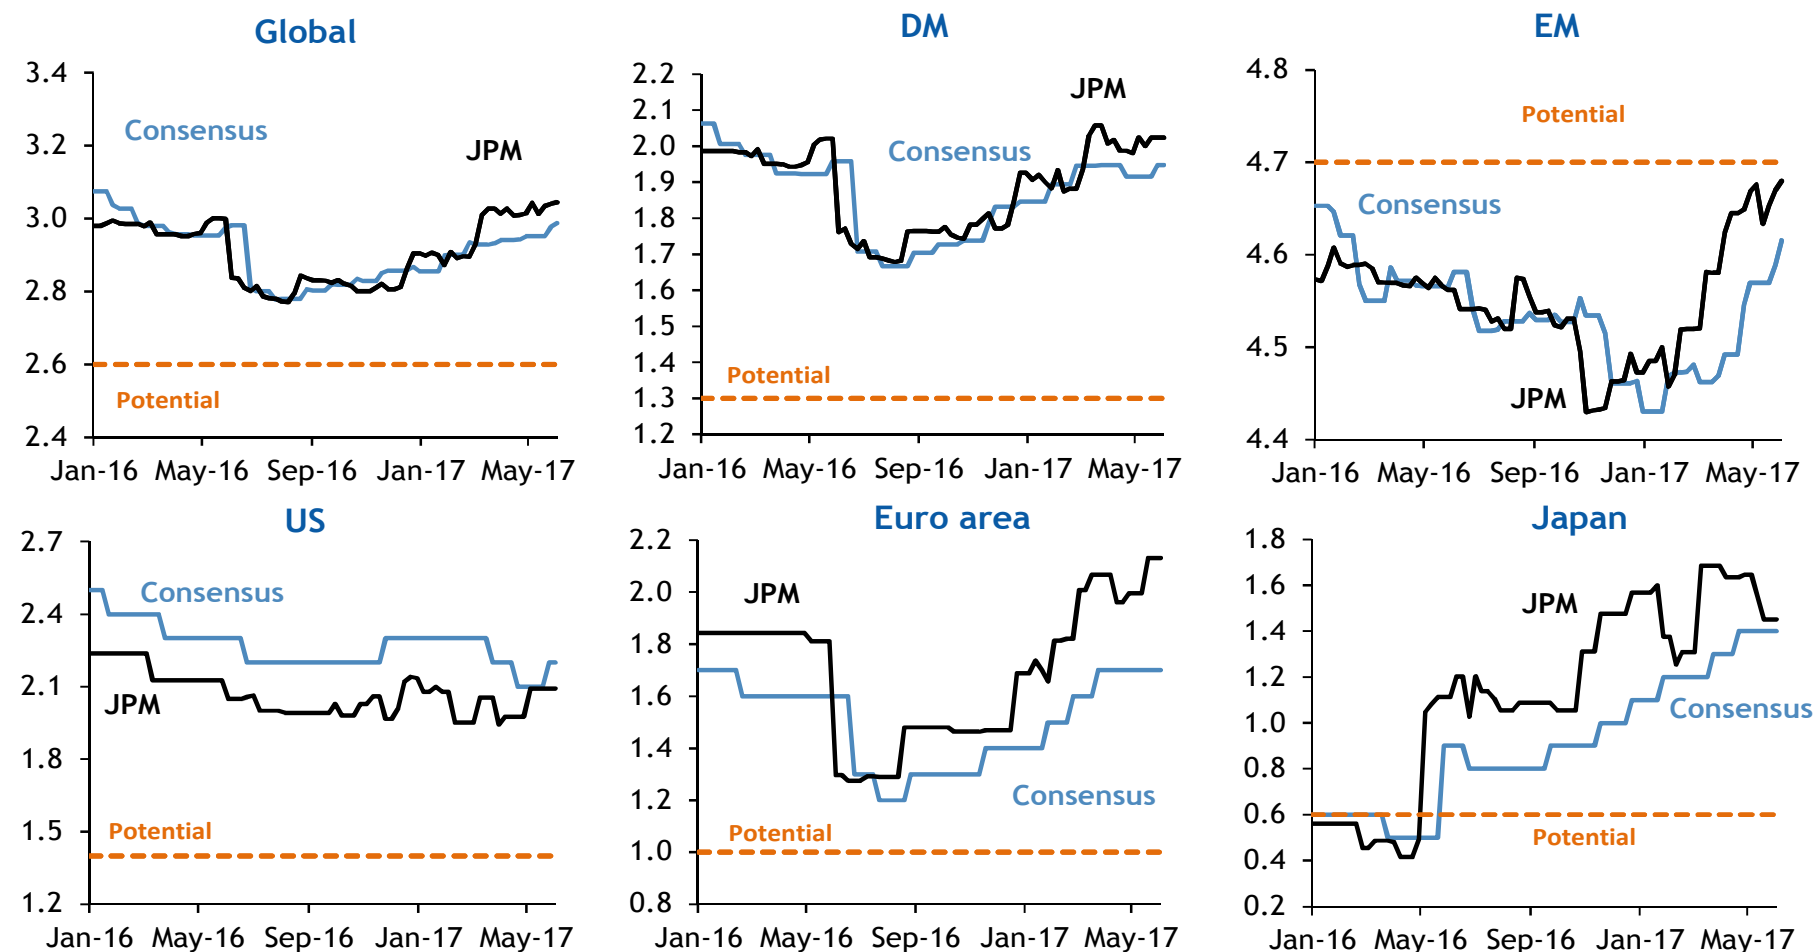 Global
3.4
3.2
3.0
2.8
2.6
2.4
Consensus
JPM
Potential
Jan-16 May-16 Sep-16 Jan-17 May-17
DM
2.2
2.1
2.0
1.9
1.8
1.7
1.6
1.5
1.4
1.3
1.2
JPM
Consensus
Potential
Jan-16 May-16 Sep-16 Jan-17 May-17
EM
4.8
4.7
4.6
4.5
4.4
Potential
Consensus
JPM
Jan-16 May-16 Sep-16 Jan-17 May-17
US
2.7
2.4
2.1
1.8
1.5
1.2
Consensus
JPM
Potential
Jan-16 May-16 Sep-16 Jan-17 May-17
Euro area
2.2
2.0
1.8
1.6
1.4
1.2
1.0
0.8
JPM
Consensus
Potential
Jan-16 May-16 Sep-16 Jan-17 May-17
Japan
1.8
1.6
1.4
1.2
1.0
0.8
0.6
0.4
0.2
JPM
Consensus
Potential
Jan-16 May-16 Sep-16 Jan-17 May-17